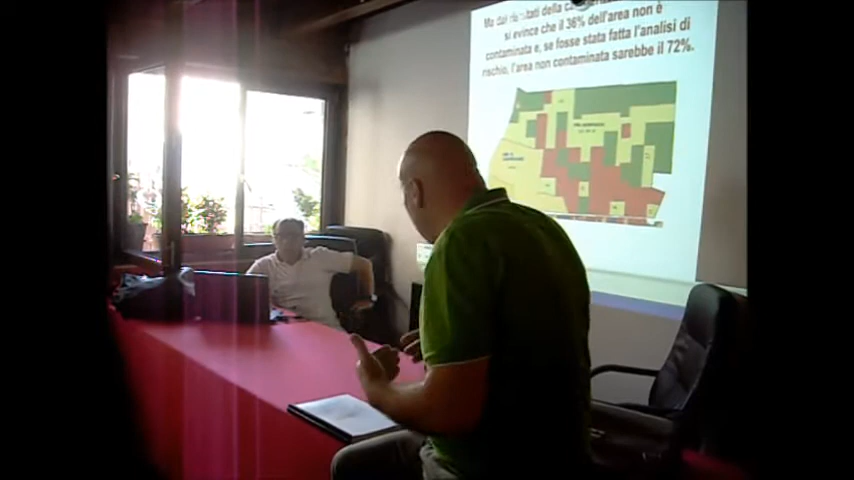 Ma dai risultati della
si evince che il 36% dell'area non è
contaminata e, se fosse stata fatta l'analisi di
rischio, l'area non contaminata sarebbe il 72%.